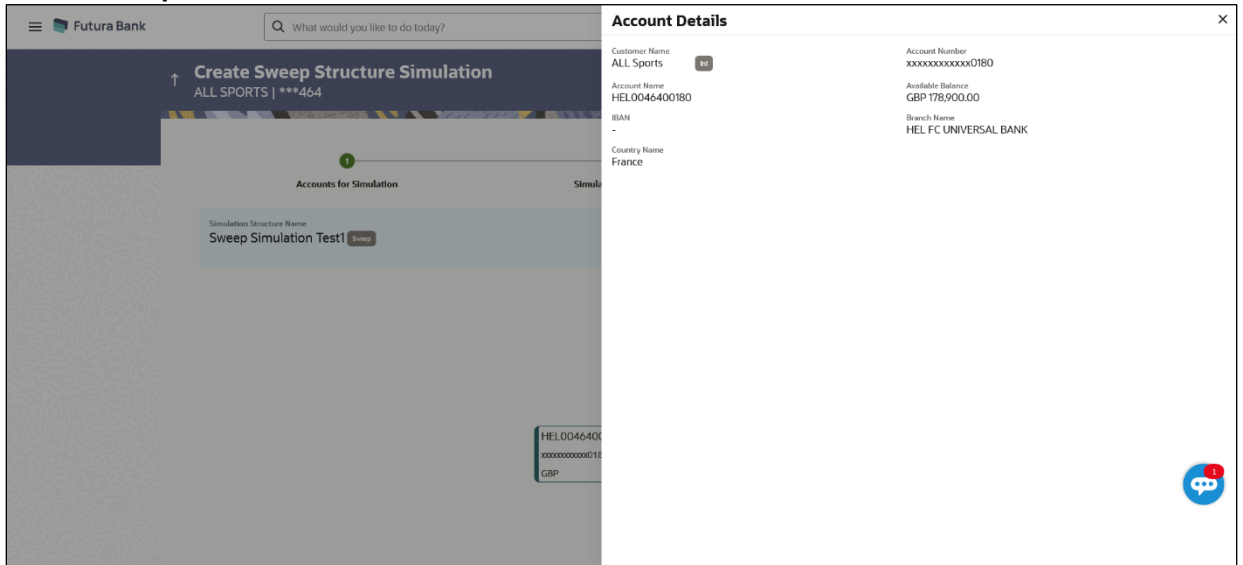 Futura Bank
What would you like to do today?
Create Sweep Structure Simulation
ALL SPORTS | ***464
1
Accounts for Simulation
Simula
Simulation Structure Name
Sweep Simulation Test1 Sweep
HEL0046400
GBP
Account Details
Customer Name
ALL Sports Int
Account Number
xxxxxxxxxxxx0180
Account Name
HEL0046400180
Available Balance
GBP 178,900.00
IBAN
-
Branch Name
HEL FC UNIVERSAL BANK
Country Name
France
1